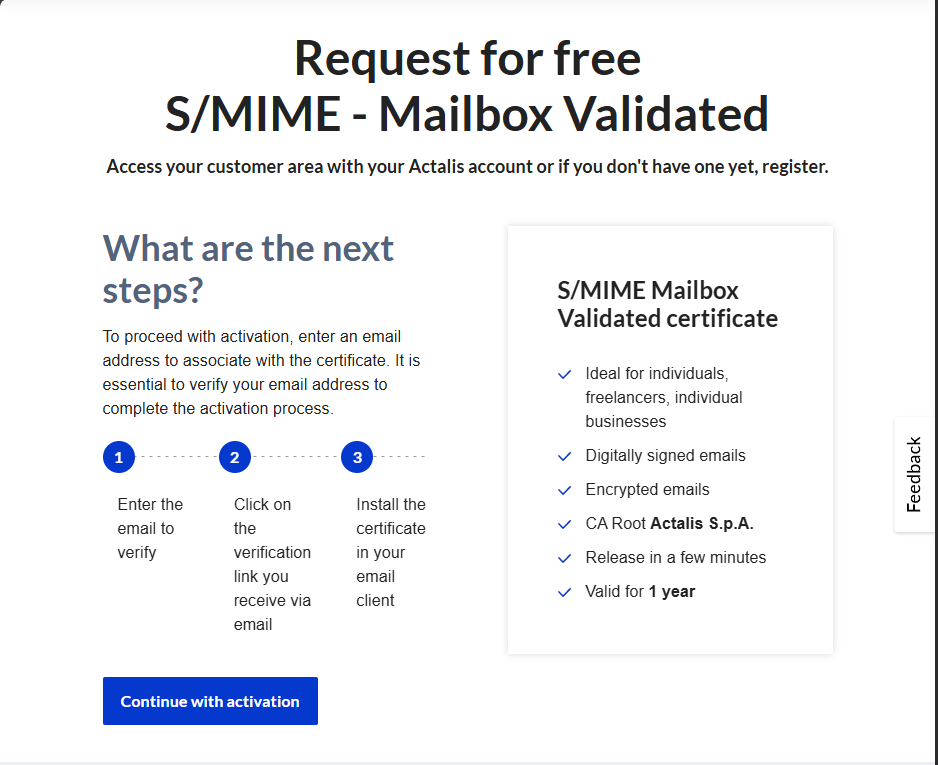 Request for free
S/MIME - Mailbox Validated
Access your customer area with your Actalis account or if you don't have one yet, register.
What are the next
steps?
To proceed with activation, enter an email
address to associate with the certificate. It is
essential to verify your email address to
complete the activation process.
1
Enter the
email to
verify
2
Click on
the
verification
link you
receive via
email
3
Install the
certificate
in your
email
client
Continue with activation
S/MIME Mailbox
Validated certificate
Ideal for individuals,
freelancers, individual
businesses
Digitally signed emails
Encrypted emails
CA Root Actalis S.p.A.
Release in a few minutes
Valid for 1 year
Feedback